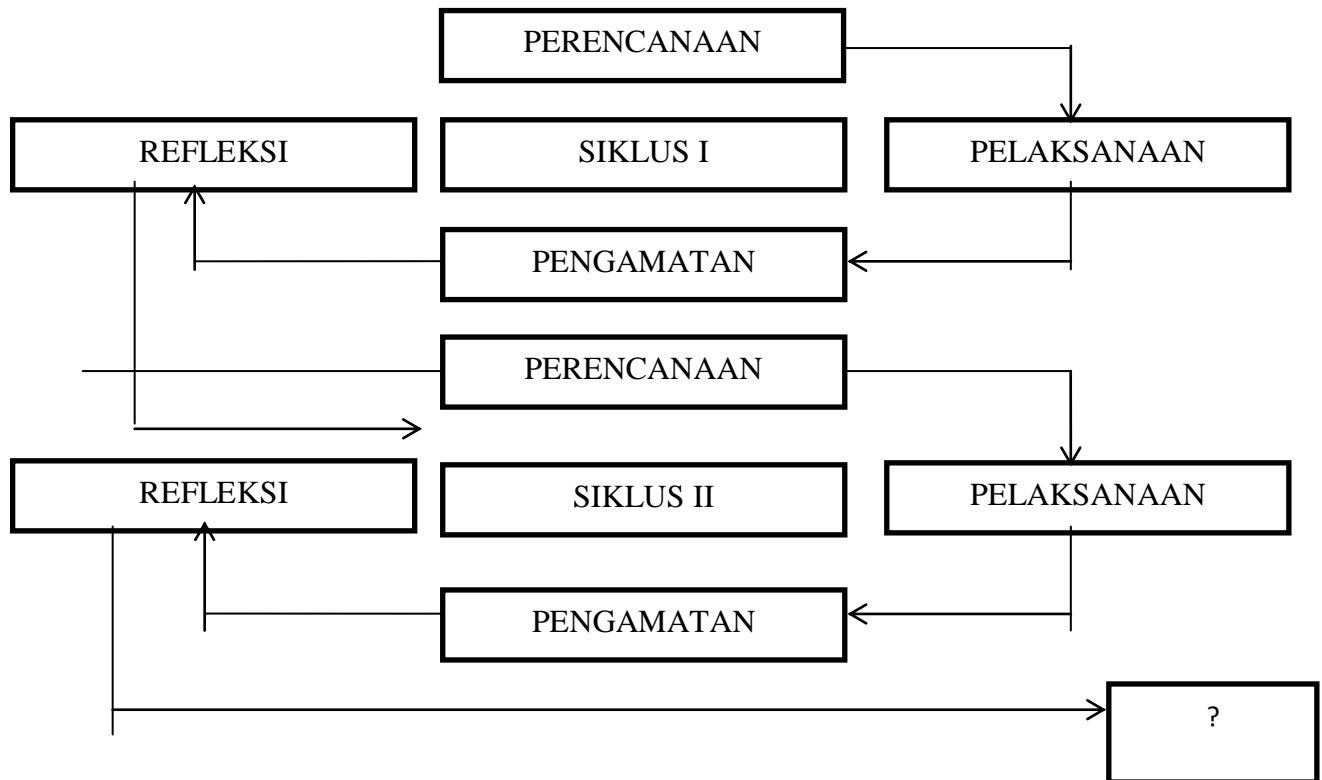 PERENCANAAN
REFLEKSI
SIKLUS I
PELAKSANAAN
PENGAMATAN
PERENCANAAN
REFLEKSI
SIKLUS II
PELAKSANAAN
PENGAMATAN
?